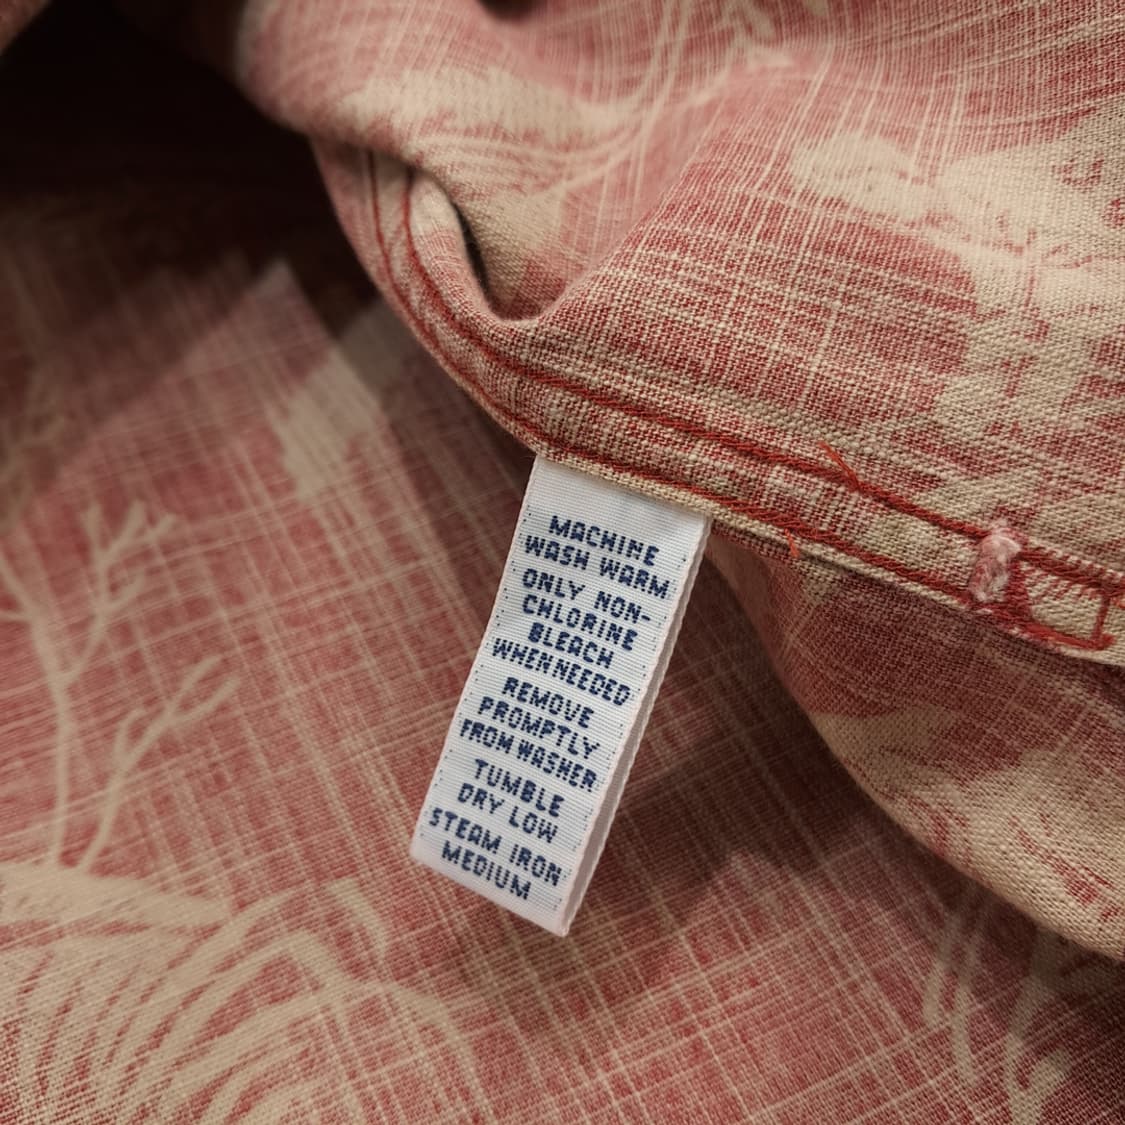 MACHINE
WASH WARM
ONLY NON-
CHLORINE
BLEACH
WHEN NEEDED
REMOVE
PROMPTLY
FROM WASHER
TUMBLE
DRY LOW
STEAM IRON
MEDIUM